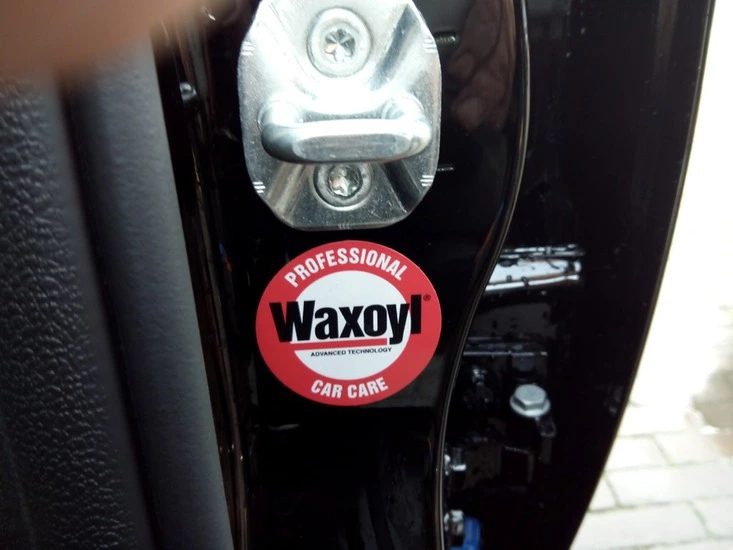 PROFESSIONAL
Waxoyl®
ADVANCED TECHNOLOGY
CAR CARE